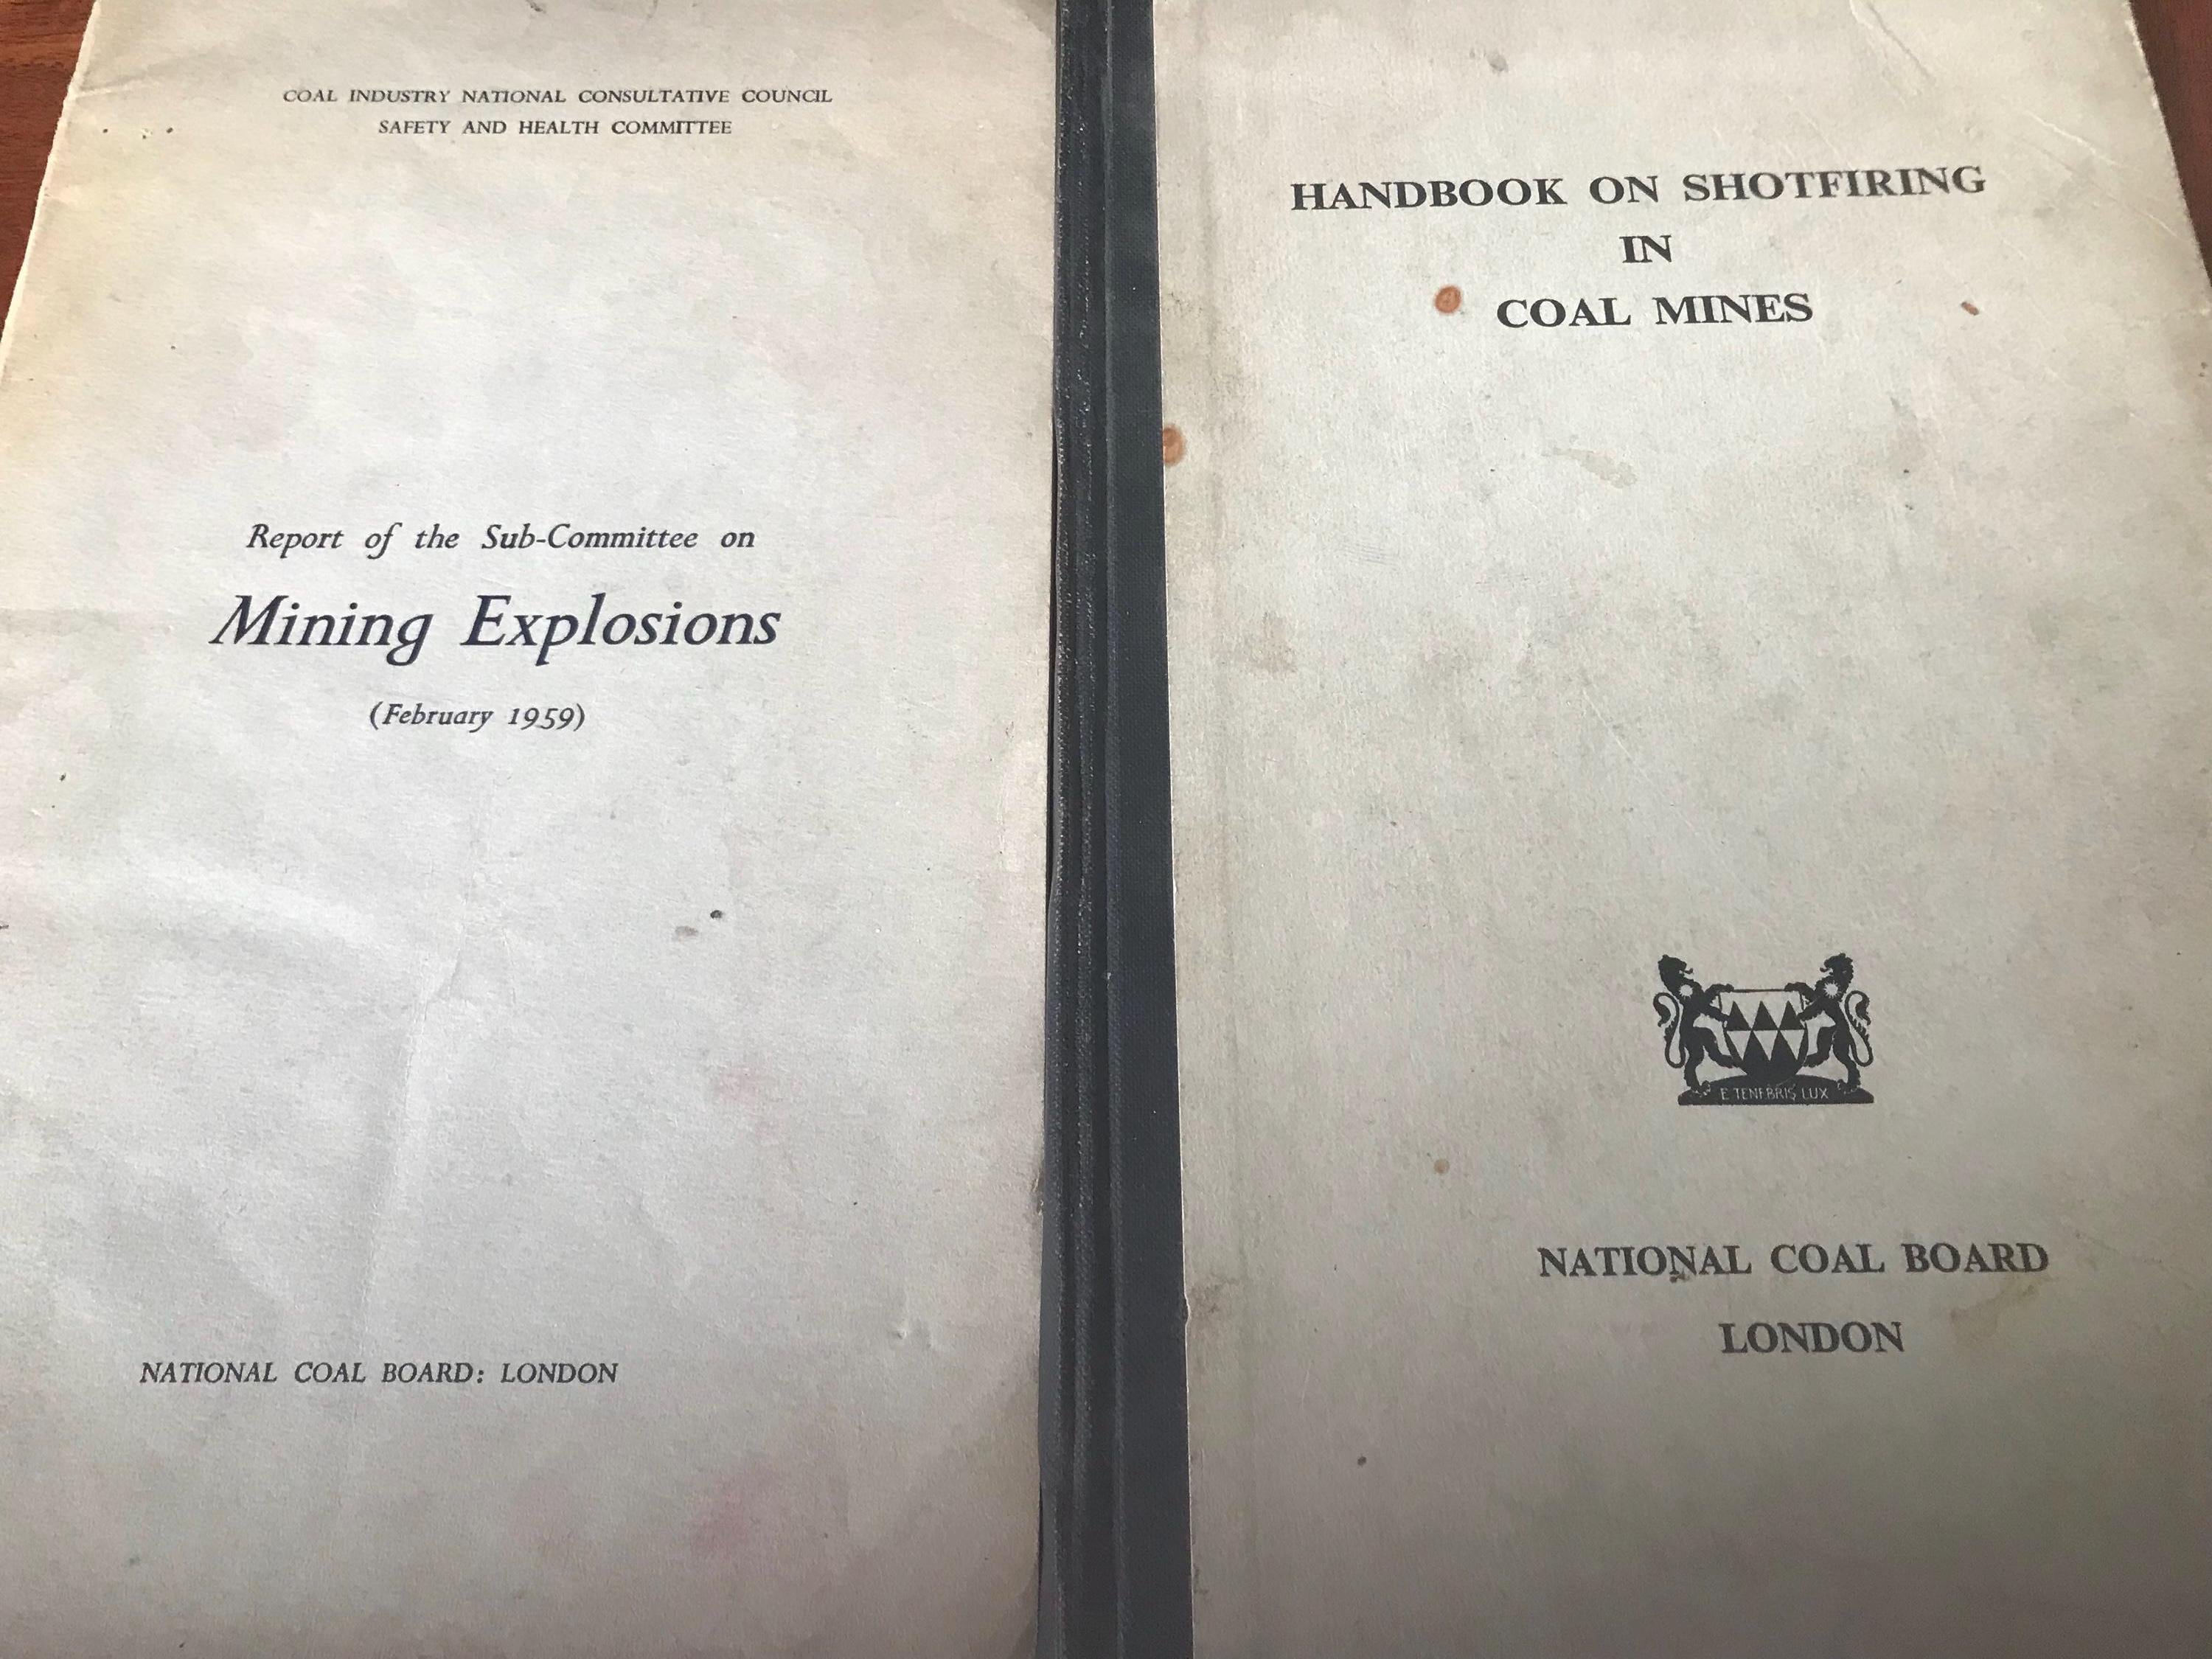 COAL INDUSTRY NATIONAL CONSULTATIVE COUNCIL
SAFETY AND HEALTH COMMITTEE
Report of the Sub-Committee on
Mining Explosions
(February 1959)
NATIONAL COAL BOARD: LONDON
HANDBOOK ON SHOTFIRING
IN
COAL MINES
E TENEBRIS LUX
NATIONAL COAL BOARD
LONDON